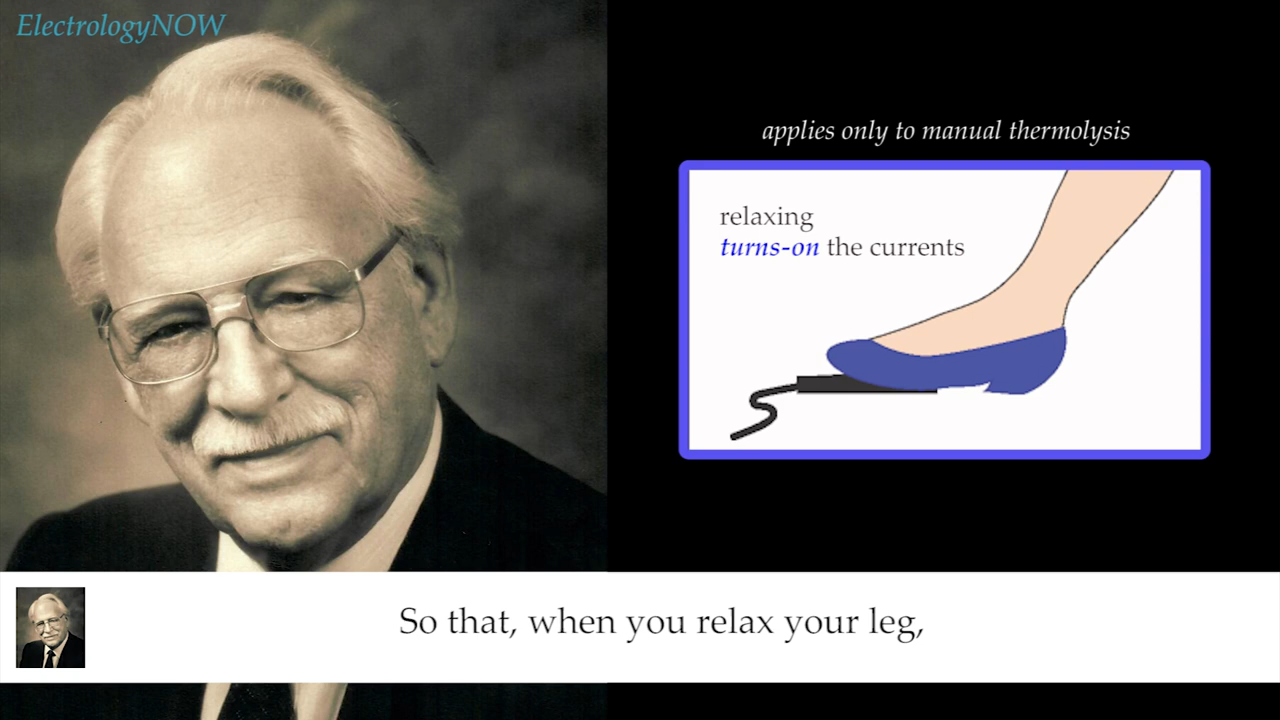 ElectrologyNOW
applies only to manual thermolysis
relaxing
turns-on the currents
So that, when you relax your leg,